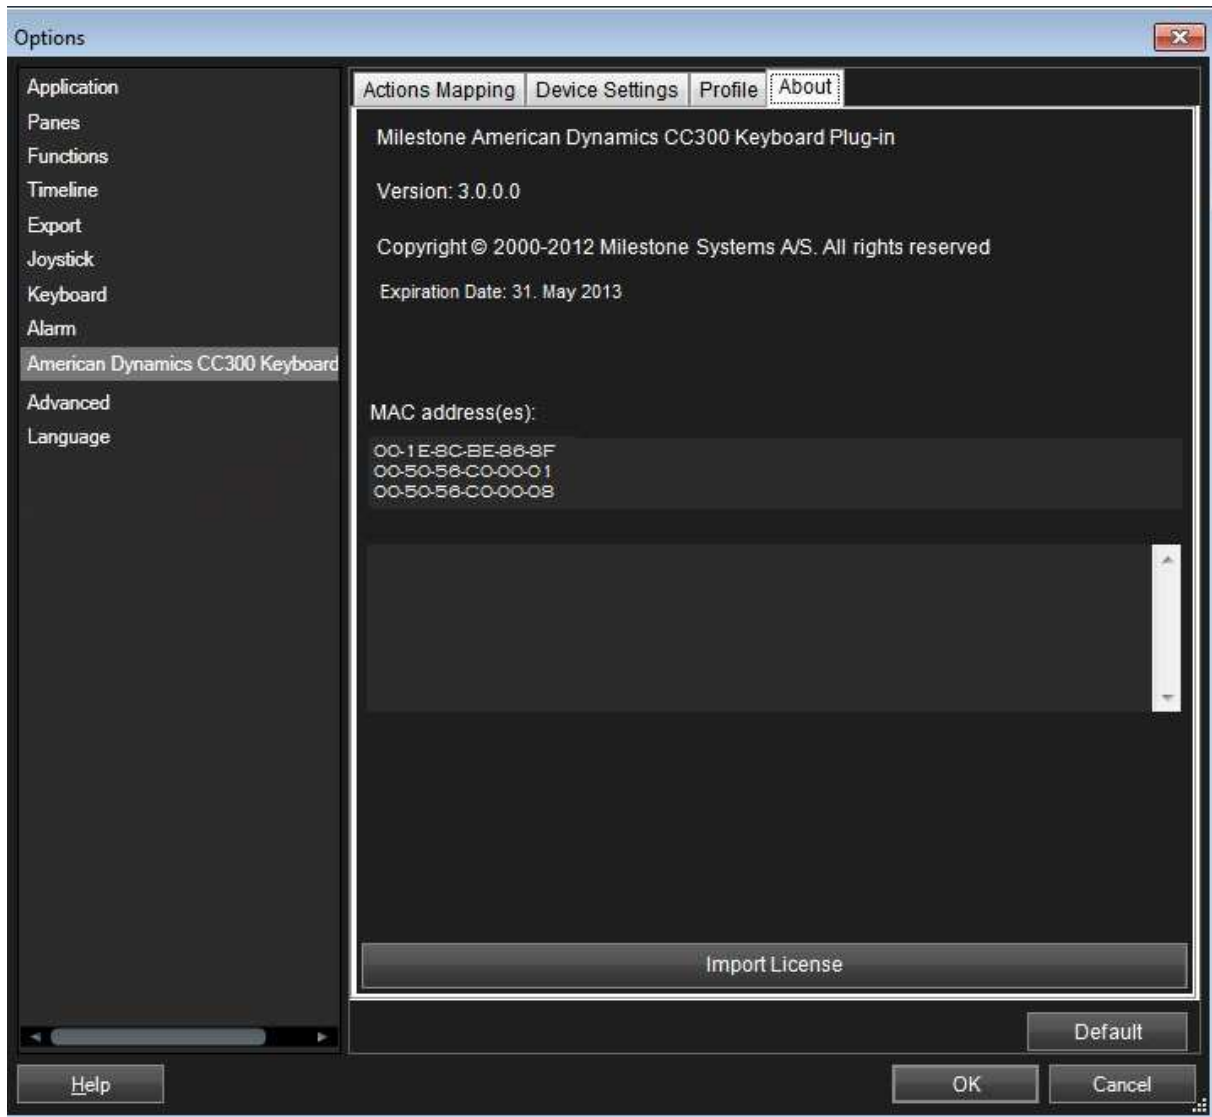 Options
Application
Panes
Functions
Timeline
Export
Joystick
Keyboard
Alarm
American Dynamics CC300 Keyboard
Advanced
Language
Actions Mapping Device Settings Profile About
Milestone American Dynamics CC300 Keyboard Plug-in
Version: 3.0.0.0
Copyright © 2000-2012 Milestone Systems A/S. All rights reserved
Expiration Date: 31. May 2013
MAC address(es):
00-1E-8C-BE-86-8F
00-50-56-C0-00-01
00-50-56-C0-00-08
Import License
Default
Help OK Cancel